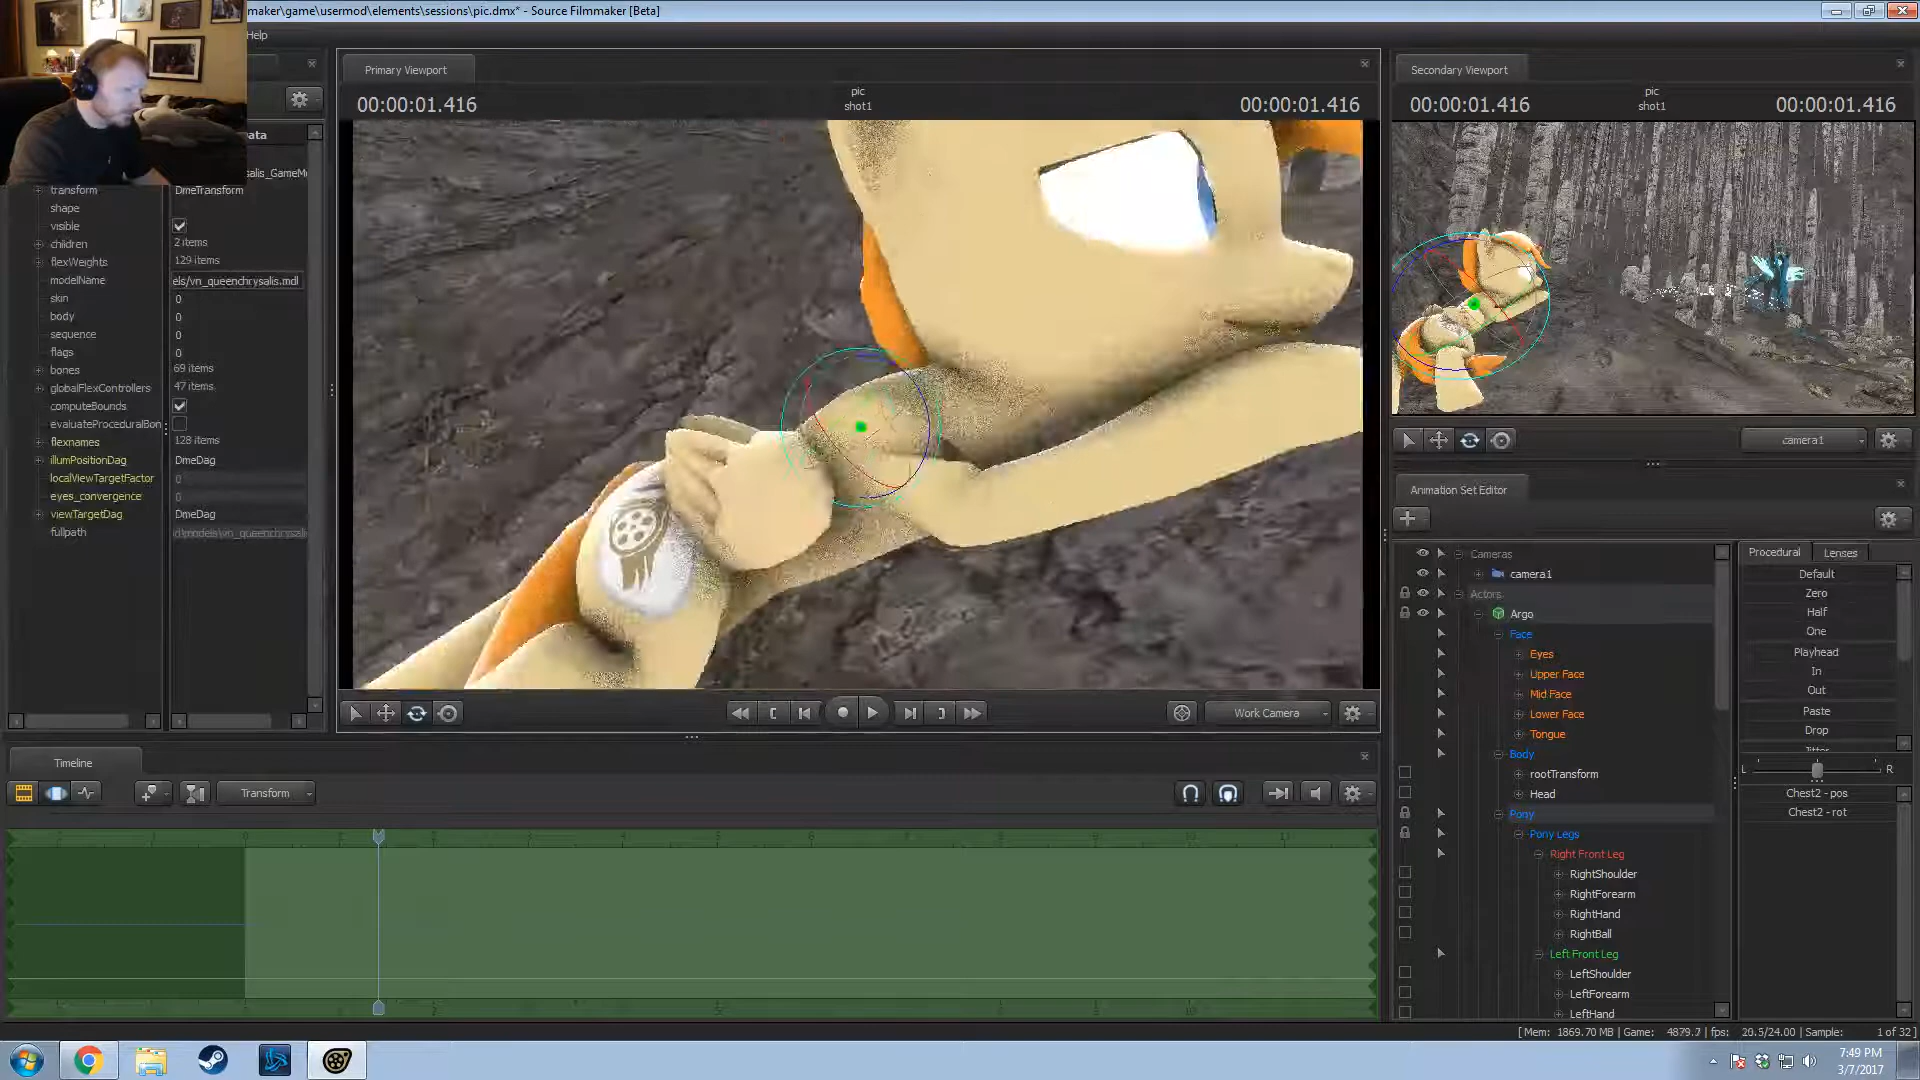 maker\game\usermod\elements\sessions\pic.dmx* - Source Filmmaker [Beta]
Help
Primary Viewport
00:00:01.416
pic
shot1
00:00:01.416
Secondary Viewport
00:00:01.416
pic
shot1
00:00:01.416
transform
DmeTransform
shape
visible
children
2 items
flexWeights
129 items
modelName
els/vn_queenchrysalis.mdl
skin
0
body
0
sequence
0
flags
0
bones
69 items
globalFlexControllers
47 items
computeBounds
evaluateProceduralBon
flexnames
128 items
illumPositionDag
DmeDag
localViewTargetFactor
0
eyes_convergence
0
viewTargetDag
DmeDag
fullpath
Work Camera
camera1
Animation Set Editor
Cameras
camera1
Actors
Argo
Face
Eyes
Upper Face
Mid Face
Lower Face
Tongue
Body
rootTransform
Head
Pony
Pony Legs
Right Front Leg
RightShoulder
RightForearm
RightHand
RightBall
Left Front Leg
LeftShoulder
LeftForearm
LeftHand
Procedural
Lenses
Default
Zero
Half
One
Playhead
In
Out
Paste
Drop
Jitter
L
R
Chest2 - pos
Chest2 - rot
Timeline
Transform
[ Mem: 1869.70 MB | Game: 4879.7 | fps: 20.5/24.00 | Sample: 1 of 32 ]
7:49 PM
3/7/2017